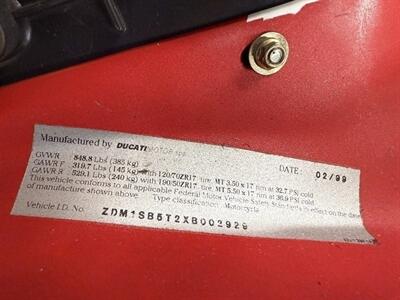 Manufactured by DUCATI MOTOR spa DATE: 02/99
GVWR 848.8 Lbs (385 kg)
GAWR F 319.7 Lbs (145 kg) with 120/70ZR17 tire, MT 3.50 x 17 rim at 32.7 PSI cold
GAWR R 529.1 Lbs (240 kg) with 190/50ZR17 tire, MT 5.50 x 17 rim at 36.9 PSI cold
This vehicle conforms to all applicable Federal Motor Vehicle Safety Standards in effect on the date
of manufacture shown above. Type classification: Motorcycle
Vehicle I.D. No. ZDM1SB5T2XB002929